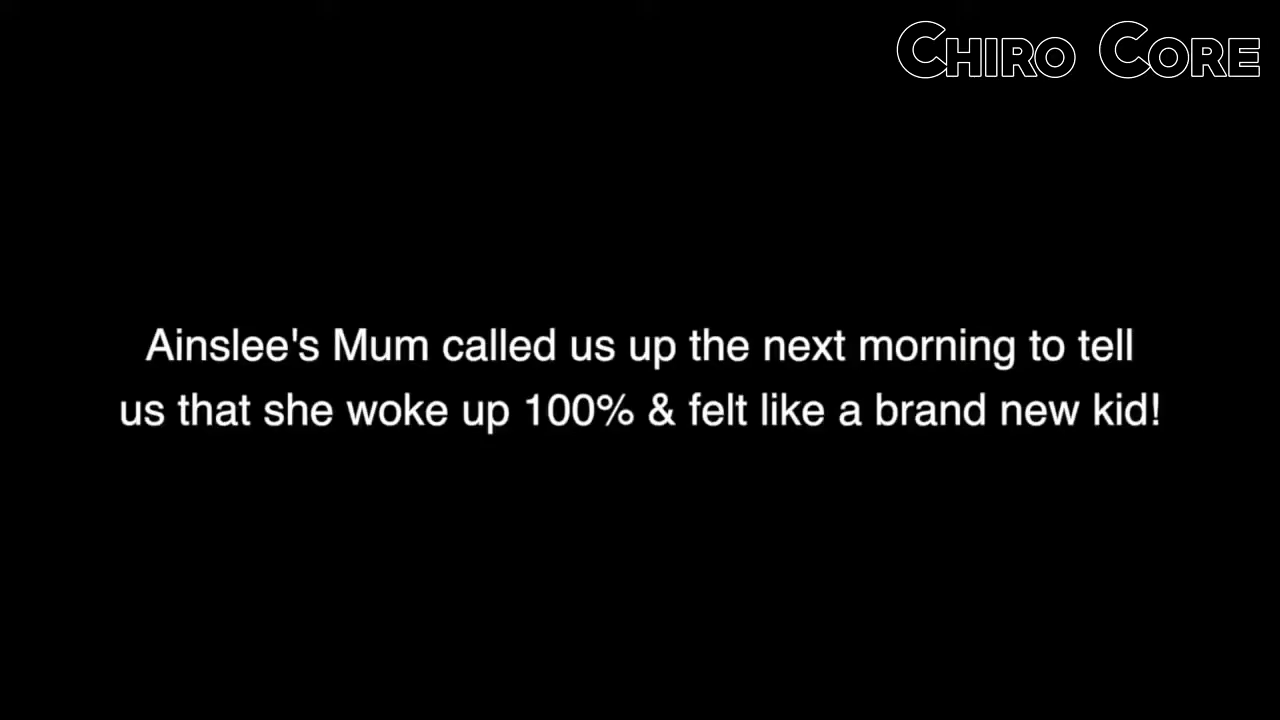 CHIRO CORE
Ainslee's Mum called us up the next morning to tell
us that she woke up 100% & felt like a brand new kid!